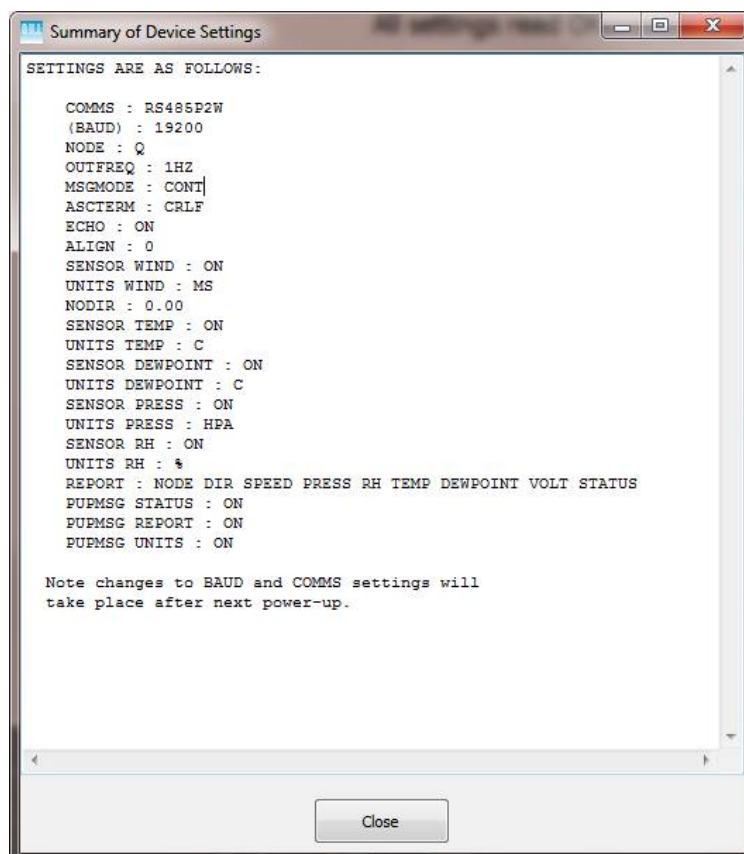 Summary of Device Settings
All settings read
SETTINGS ARE AS FOLLOWS:
COMMS : RS485P2W
(BAUD) : 19200
NODE : Q
OUTFREQ : 1HZ
MSGMODE : CONT
ASCTERM : CRLF
ECHO : ON
ALIGN : 0
SENSOR WIND : ON
UNITS WIND : MS
NODIR : 0.00
SENSOR TEMP : ON
UNITS TEMP : C
SENSOR DEWPOINT : ON
UNITS DEWPOINT : C
SENSOR PRESS : ON
UNITS PRESS : HPA
SENSOR RH : ON
UNITS RH : %
REPORT : NODE DIR SPEED PRESS RH TEMP DEWPOINT VOLT STATUS
PUPMSG STATUS : ON
PUPMSG REPORT : ON
PUPMSG UNITS : ON
Note changes to BAUD and COMMS settings will
take place after next power-up.
Close